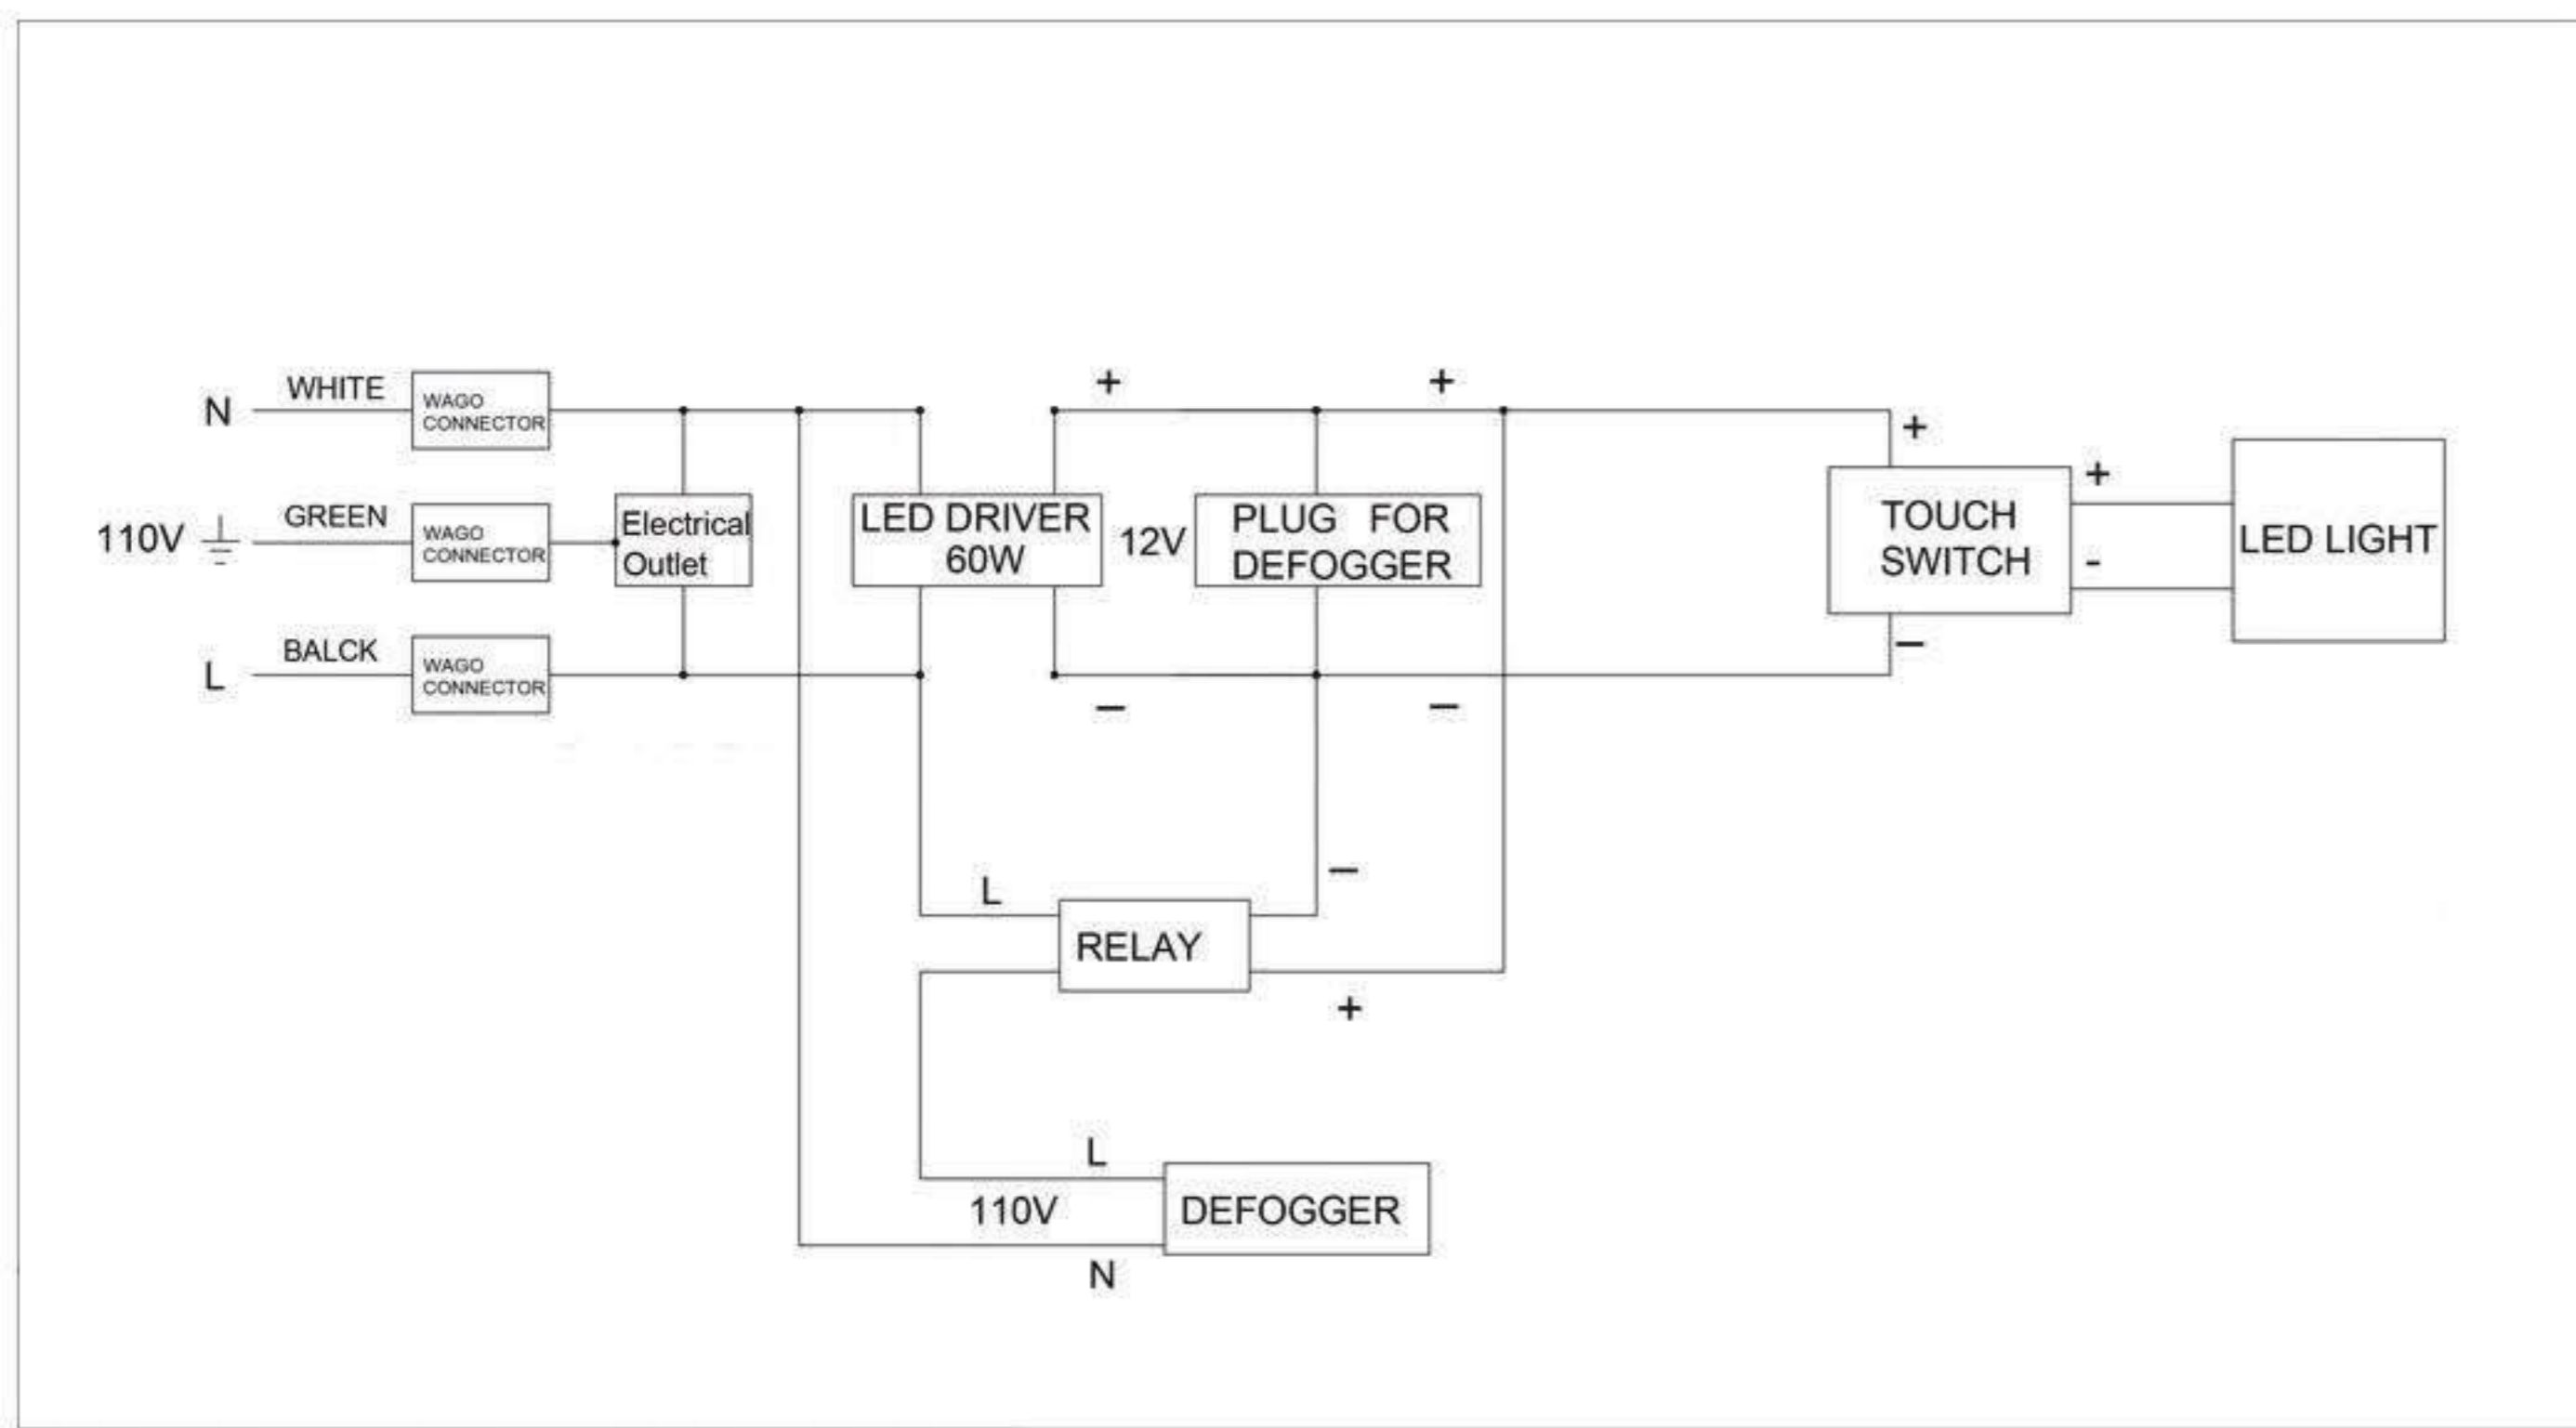 N
WHITE
WAGO
CONNECTOR
110V
GREEN
WAGO
CONNECTOR
L
BALCK
WAGO
CONNECTOR
Electrical
Outlet
LED DRIVER
60W
+
–
12V
PLUG FOR
DEFOGGER
+
–
+
TOUCH
SWITCH
–
+
-
LED LIGHT
L
RELAY
–
+
L
110V
N
DEFOGGER